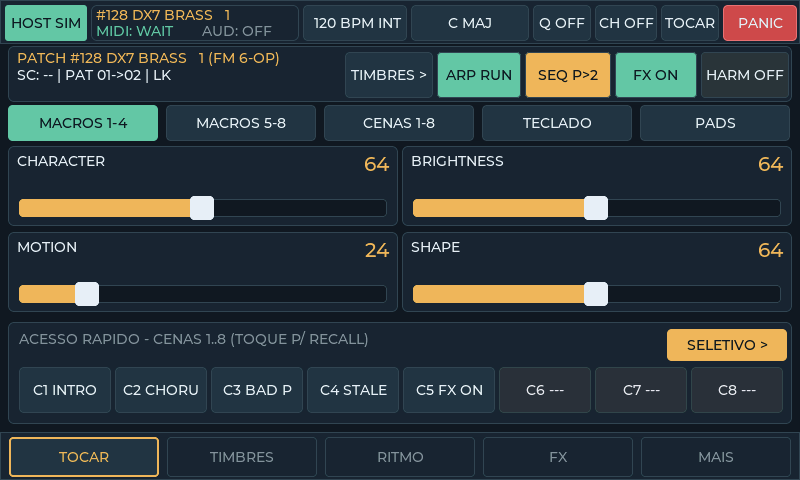 HOST SIM
#128 DX7 BRASS   1
MIDI: WAIT   AUD: OFF
120 BPM INT
C MAJ
Q OFF
CH OFF
TOCAR
PANIC
PATCH #128 DX7 BRASS   1 (FM 6-OP)
SC: -- | PAT 01->02 | LK
TIMBRES >
ARP RUN
SEQ P>2
FX ON
HARM OFF
MACROS 1-4
MACROS 5-8
CENAS 1-8
TECLADO
PADS
CHARACTER 64
BRIGHTNESS 64
MOTION 24
SHAPE 64
ACESSO RAPIDO - CENAS 1..8 (TOQUE P/ RECALL)
SELETIVO >
C1 INTRO
C2 CHORU
C3 BAD P
C4 STALE
C5 FX ON
C6 ---
C7 ---
C8 ---
TOCAR
TIMBRES
RITMO
FX
MAIS